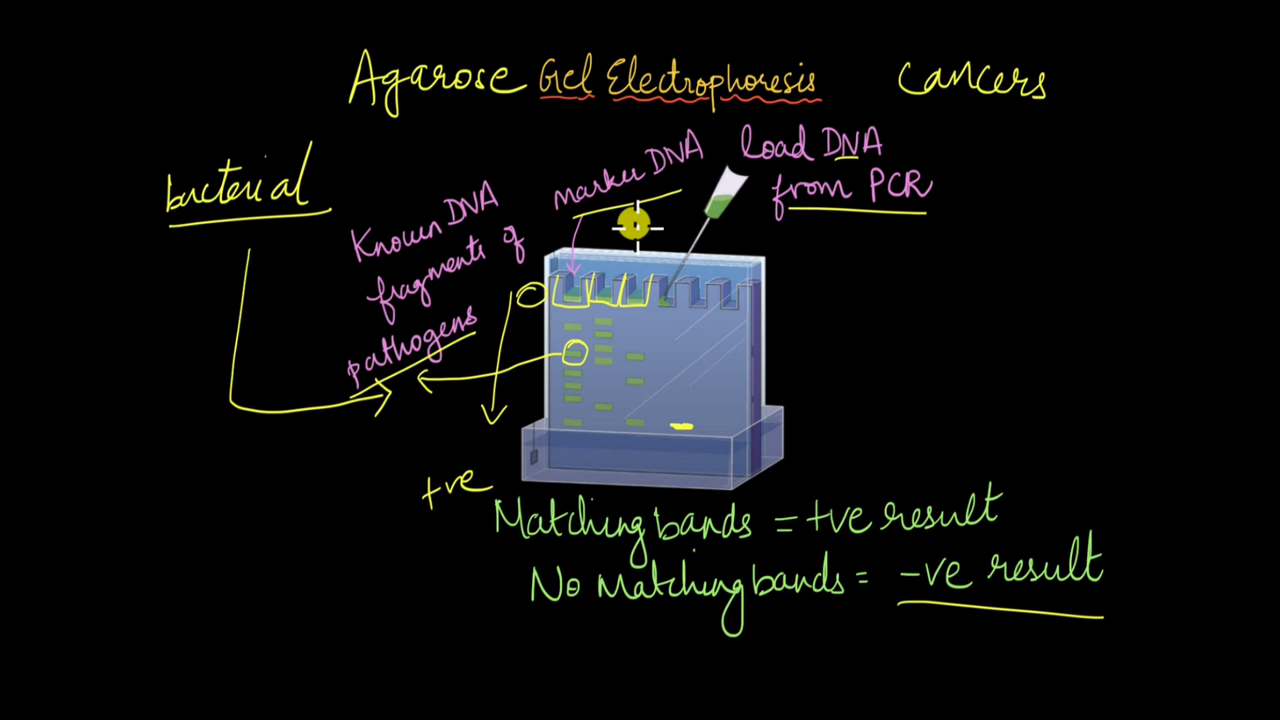 Agarose Gel Electrophoresis cancers
bacterial
Known DNA
fragments of
pathogens
marker DNA
load DNA
from PCR
+ve
Matching bands = +ve result
No Matching bands = -ve result